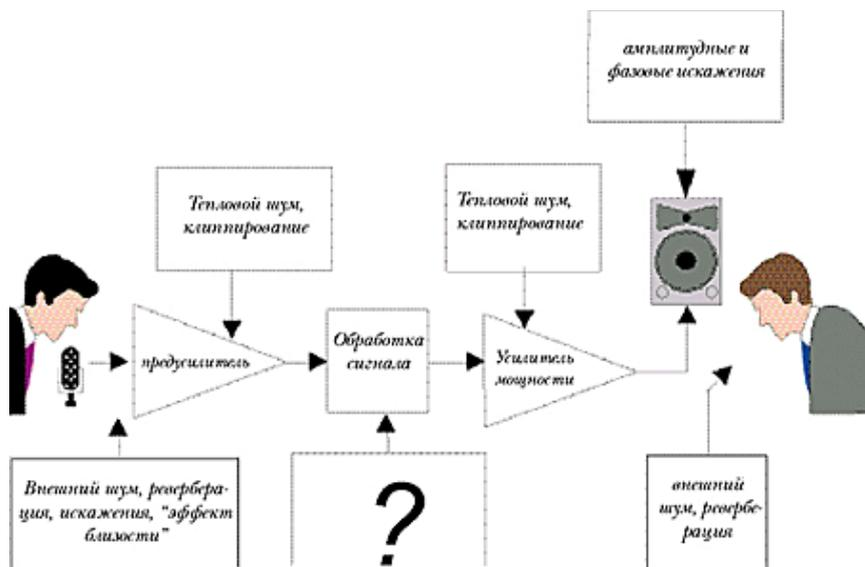 амплитудные и
фазовые искажения
Тепловой шум,
клиппирование
Тепловой шум,
клиппирование
предусилитель
Обработка
сигнала
Усилитель
мощности
Внешний шум, ревербера-
ция, искажения, "эффект
близости"
?
внешний
шум, ревербе-
рация